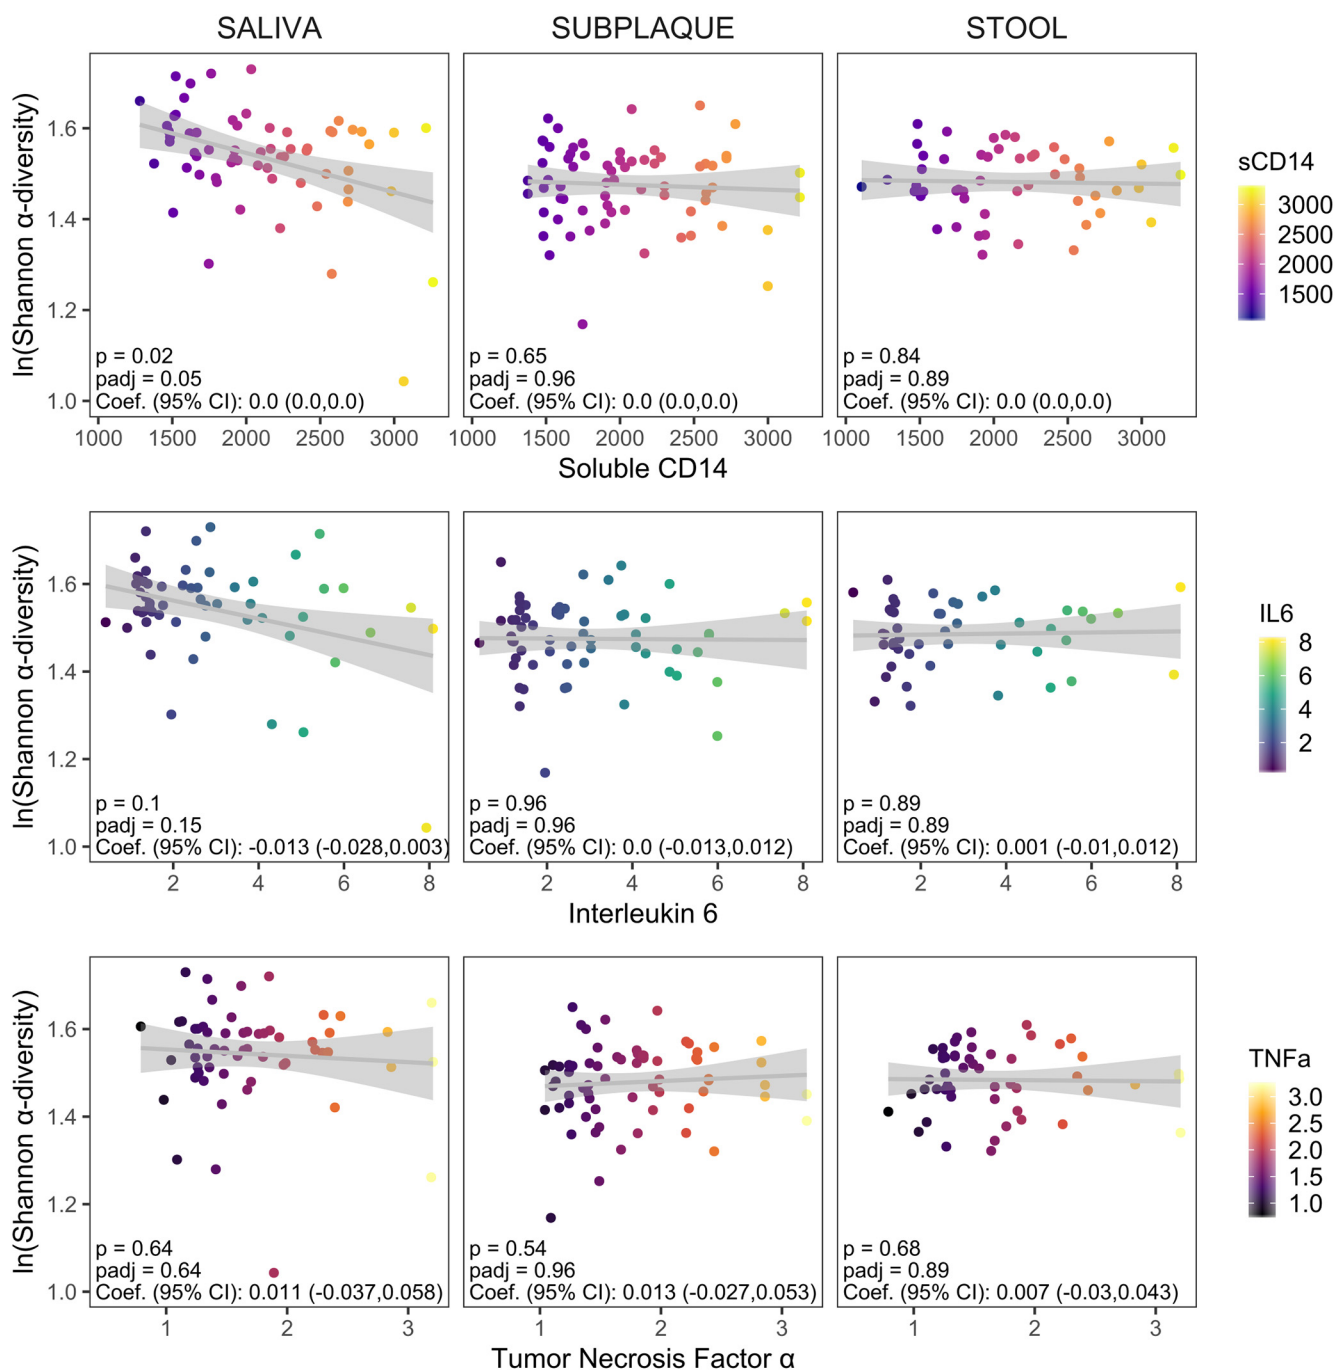 SALIVA SUBPLAQUE STOOL
ln(Shannon α-diversity)
1.6
1.4
1.2
1.0
p = 0.02
padj = 0.05
Coef. (95% CI): 0.0 (0.0,0.0)
p = 0.65
padj = 0.96
Coef. (95% CI): 0.0 (0.0,0.0)
p = 0.84
padj = 0.89
Coef. (95% CI): 0.0 (0.0,0.0)
1000 1500 2000 2500 3000
1000 1500 2000 2500 3000
1000 1500 2000 2500 3000
Soluble CD14
sCD14
3000
2500
2000
1500
ln(Shannon α-diversity)
1.6
1.4
1.2
1.0
p = 0.1
padj = 0.15
Coef. (95% CI): -0.013 (-0.028,0.003)
p = 0.96
padj = 0.96
Coef. (95% CI): 0.0 (-0.013,0.012)
p = 0.89
padj = 0.89
Coef. (95% CI): 0.001 (-0.01,0.012)
2 4 6 8
2 4 6 8
2 4 6 8
Interleukin 6
IL6
8
6
4
2
ln(Shannon α-diversity)
1.6
1.4
1.2
1.0
p = 0.64
padj = 0.64
Coef. (95% CI): 0.011 (-0.037,0.058)
p = 0.54
padj = 0.96
Coef. (95% CI): 0.013 (-0.027,0.053)
p = 0.68
padj = 0.89
Coef. (95% CI): 0.007 (-0.03,0.043)
1 2 3
1 2 3
1 2 3
Tumor Necrosis Factor α
TNFa
3.0
2.5
2.0
1.5
1.0